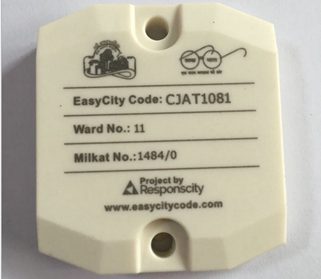 EasyCity Code: CJAT1081
Ward No.: 11
Milkat No.:1484/0
Project by
Responscity
www.easycitycode.com